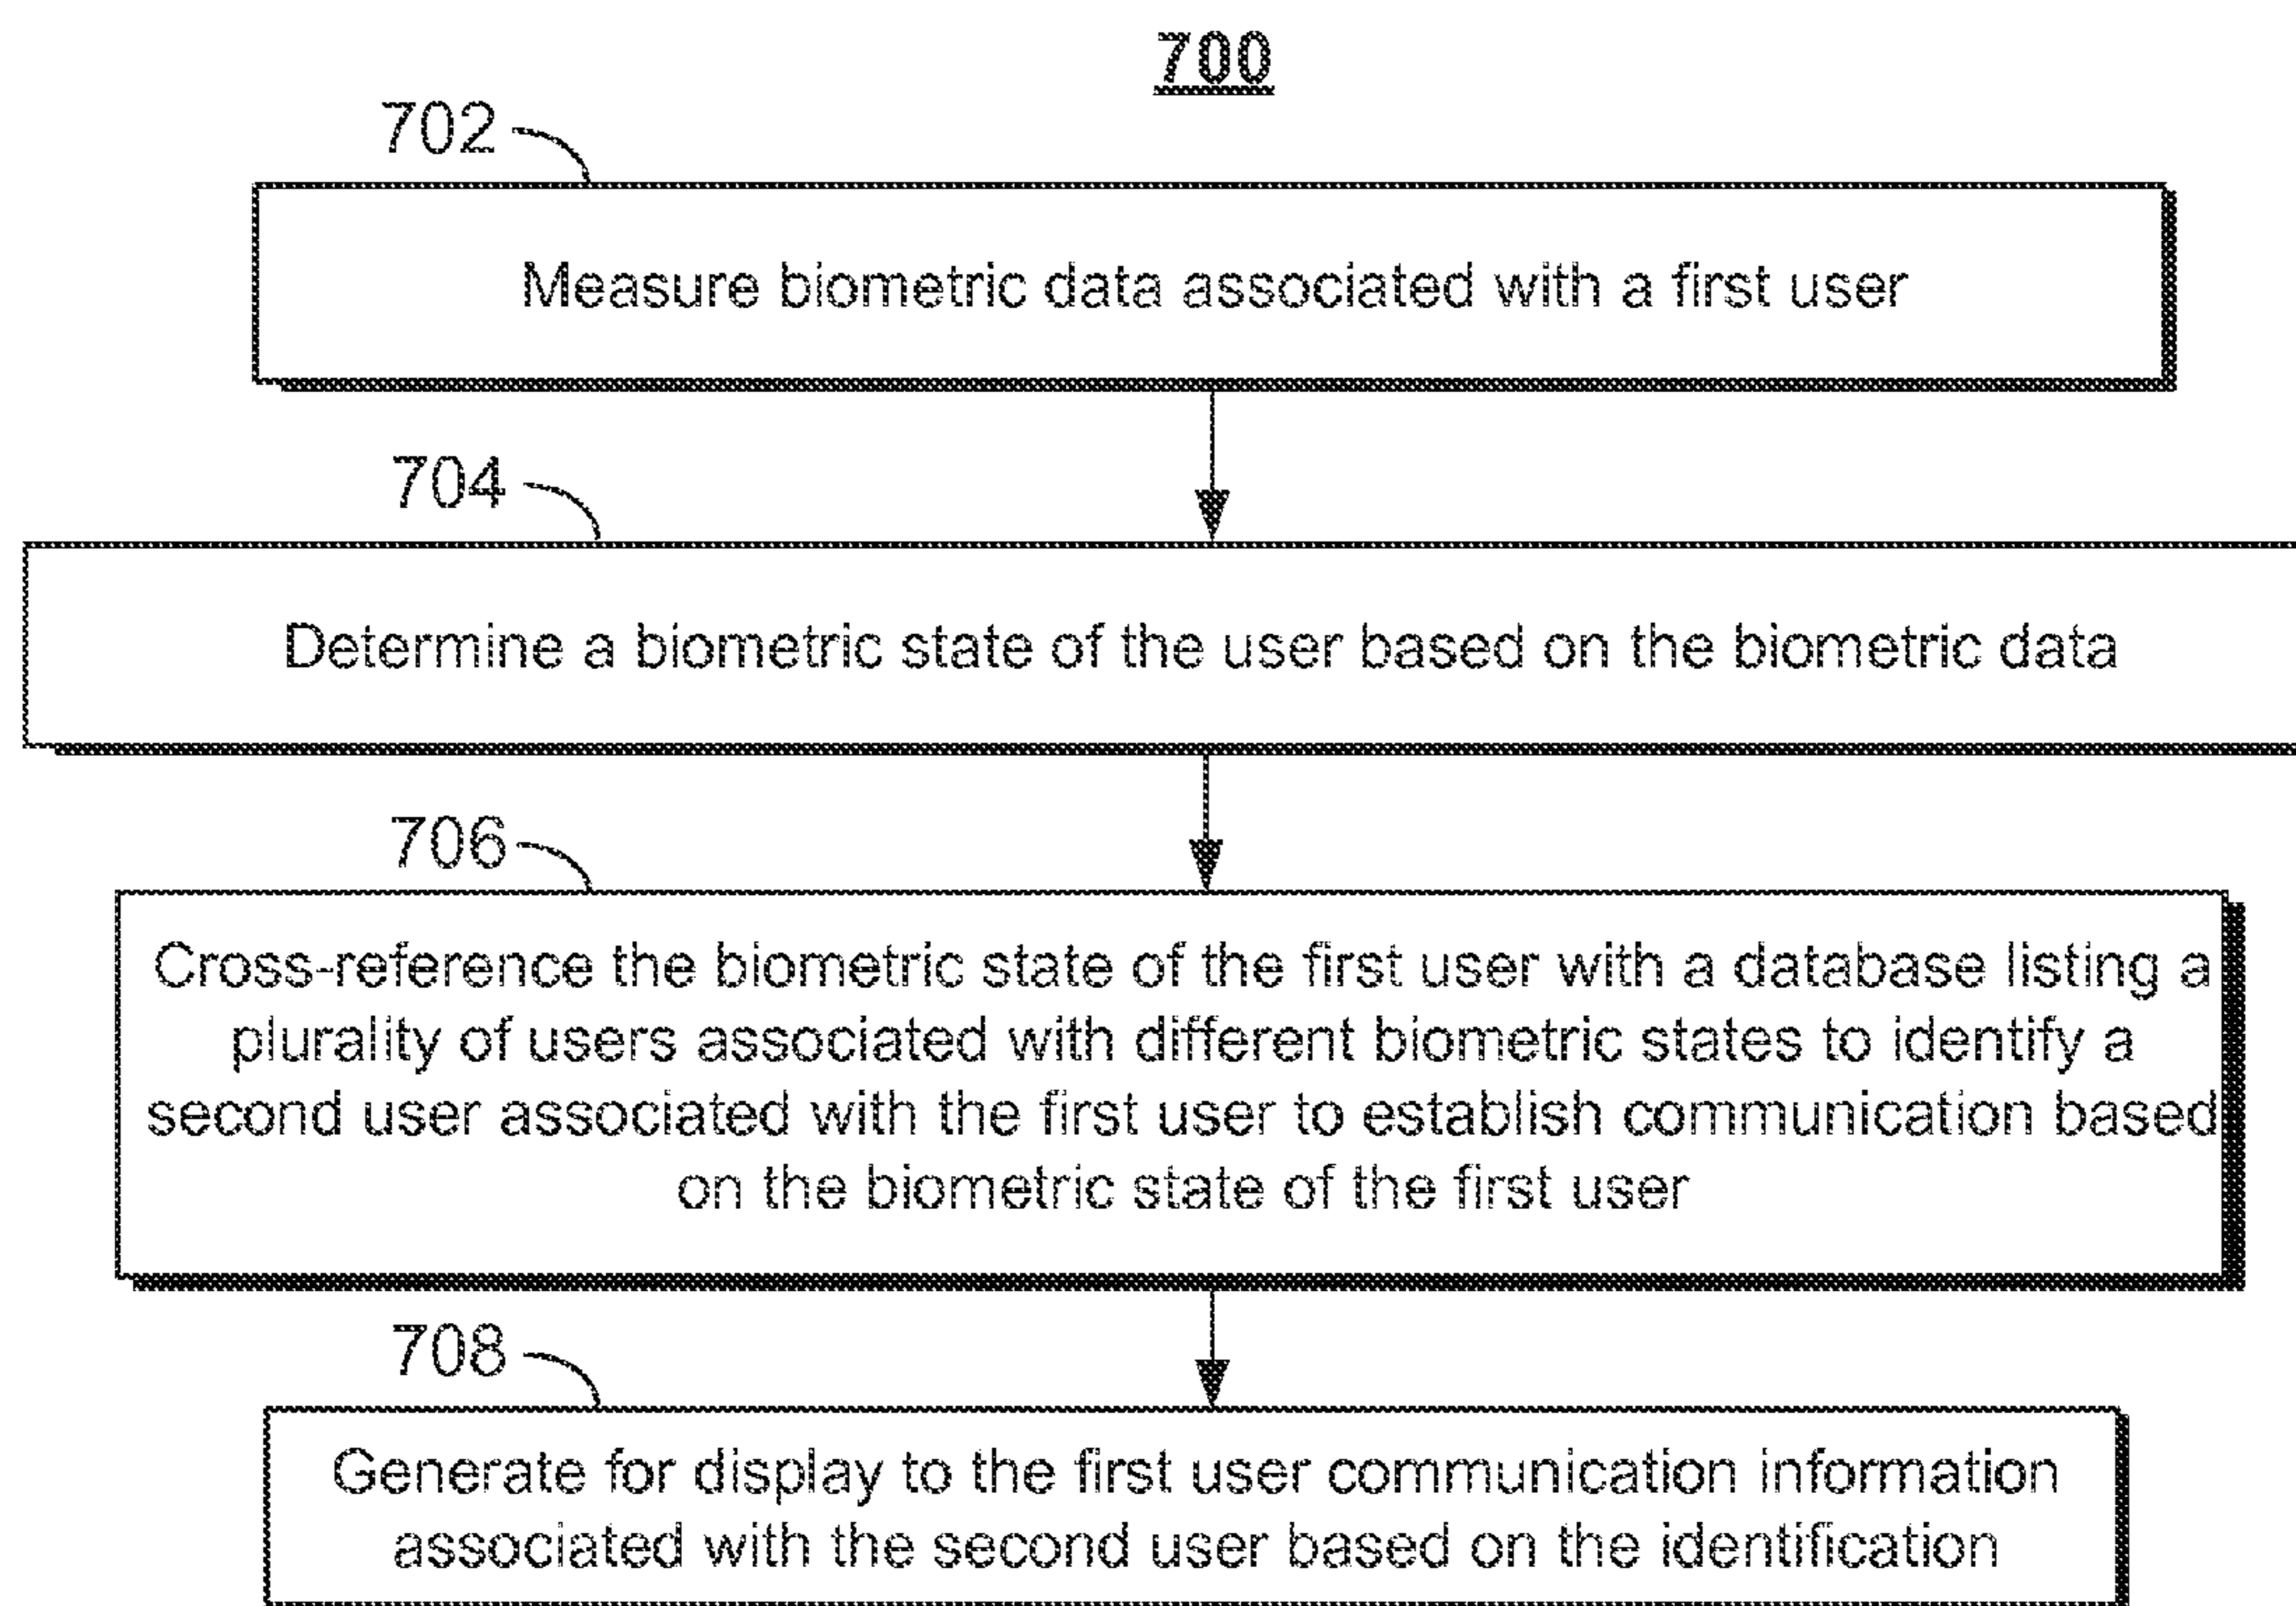 700
702
Measure biometric data associated with a first user
704
Determine a biometric state of the user based on the biometric data
706
Cross-reference the biometric state of the first user with a database listing a
plurality of users associated with different biometric states to identify a
second user associated with the first user to establish communication based
on the biometric state of the first user
708
Generate for display to the first user communication information
associated with the second user based on the identification